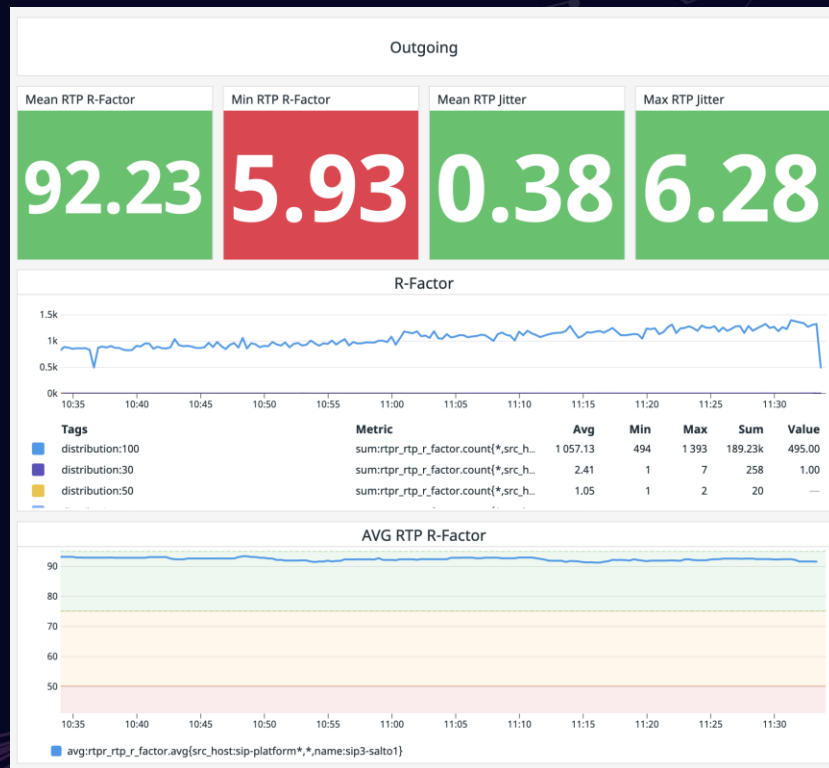 Outgoing
Mean RTP R-Factor
Min RTP R-Factor
Mean RTP Jitter
Max RTP Jitter
92.23
5.93
0.38
6.28
R-Factor
1.5k
1k
0.5k
0k
10:35 10:40 10:45 10:50 10:55 11:00 11:05 11:10 11:15 11:20 11:25 11:30
Tags Metric Avg Min Max Sum Value
distribution:100 sum:rtpr_rtp_r_factor.count{*,src_h... 1 057.13 494 1 393 189.23k 495.00
distribution:30 sum:rtpr_rtp_r_factor.count{*,src_h... 2.41 1 7 258 1.00
distribution:50 sum:rtpr_rtp_r_factor.count{*,src_h... 1.05 1 2 20 —
AVG RTP R-Factor
90
80
70
60
50
10:35 10:40 10:45 10:50 10:55 11:00 11:05 11:10 11:15 11:20 11:25 11:30
avg:rtpr_rtp_r_factor.avg{src_host:sip-platform*,*,name:sip3-salto1}